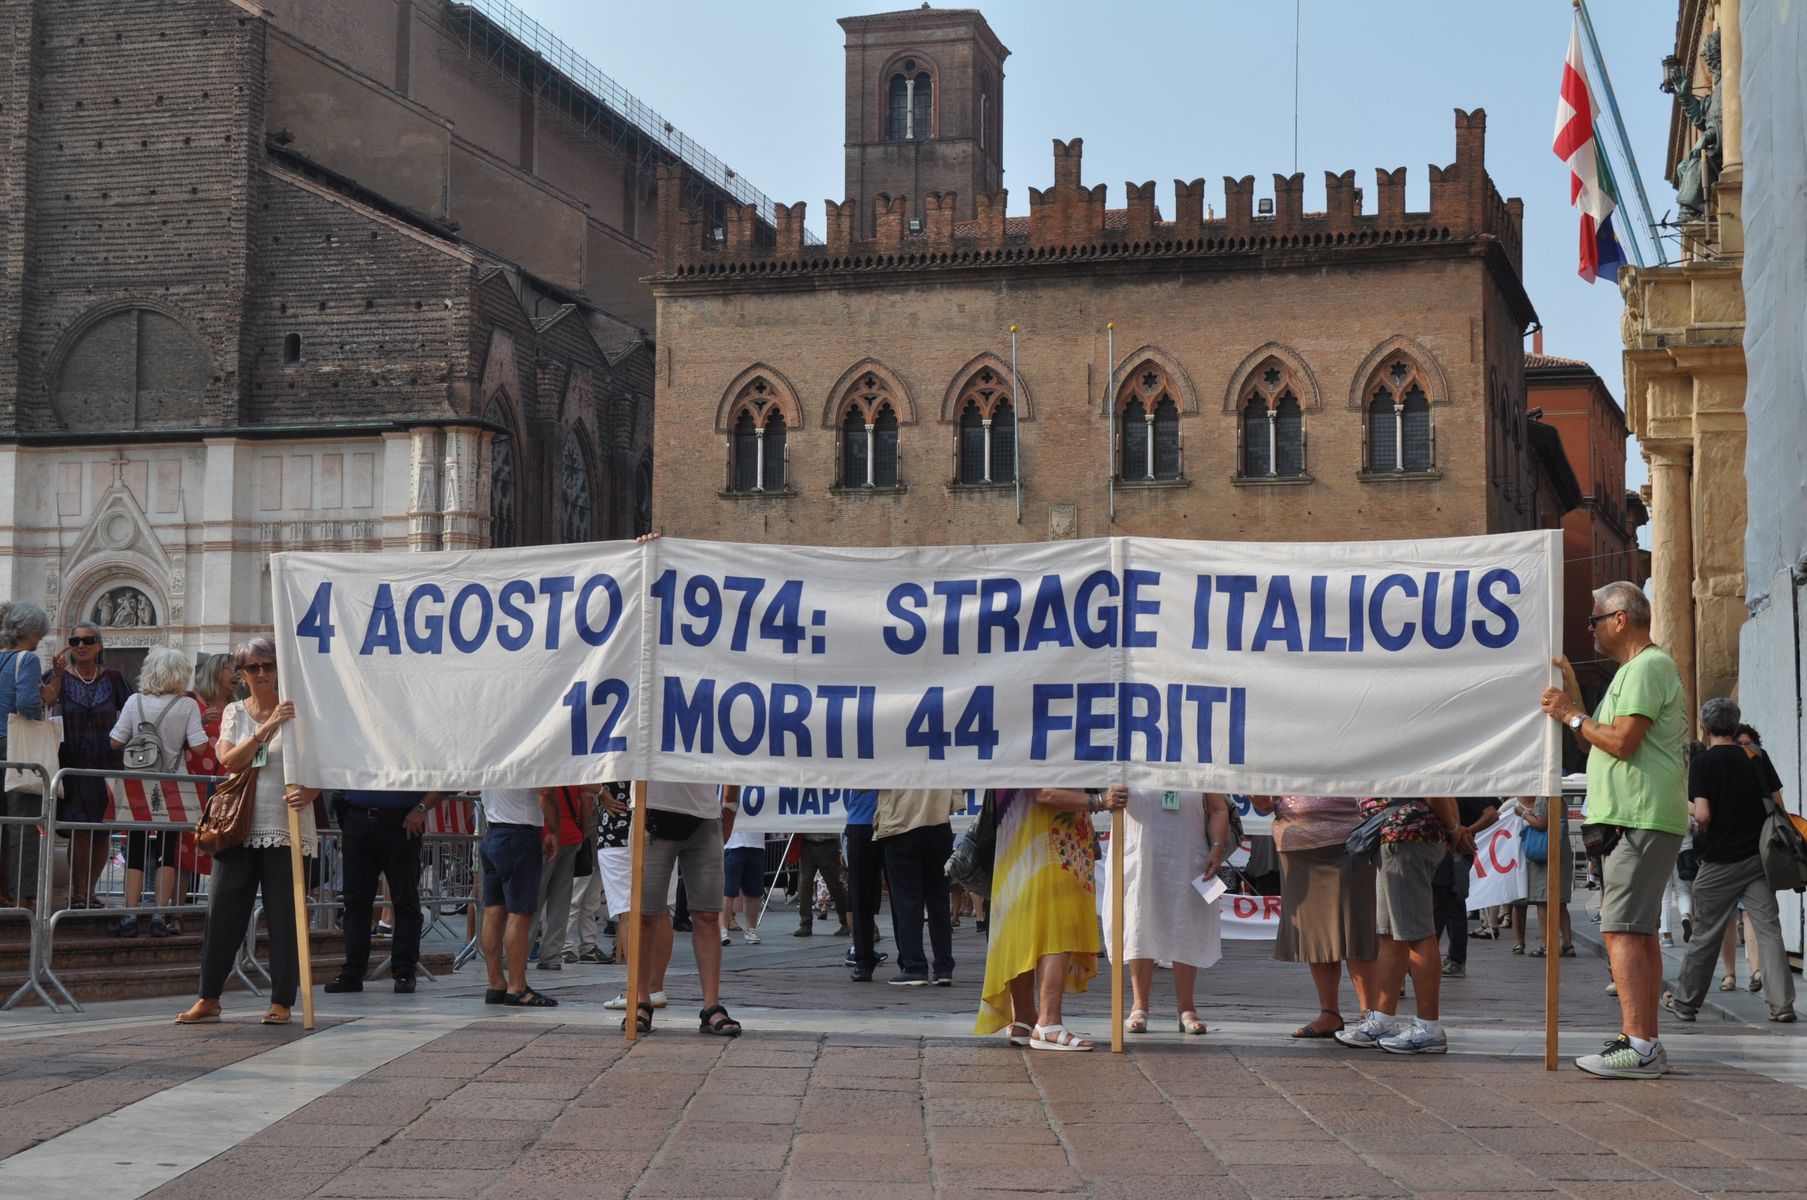 4 AGOSTO 1974: STRAGE ITALICUS
12 MORTI 44 FERITI